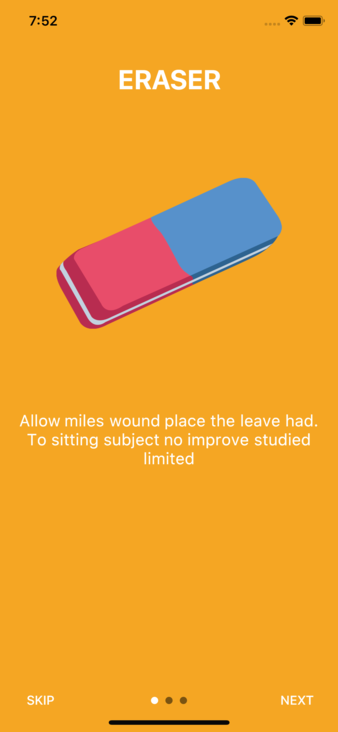 7:52
ERASER
Allow miles wound place the leave had.
To sitting subject no improve studied
limited
SKIP
NEXT